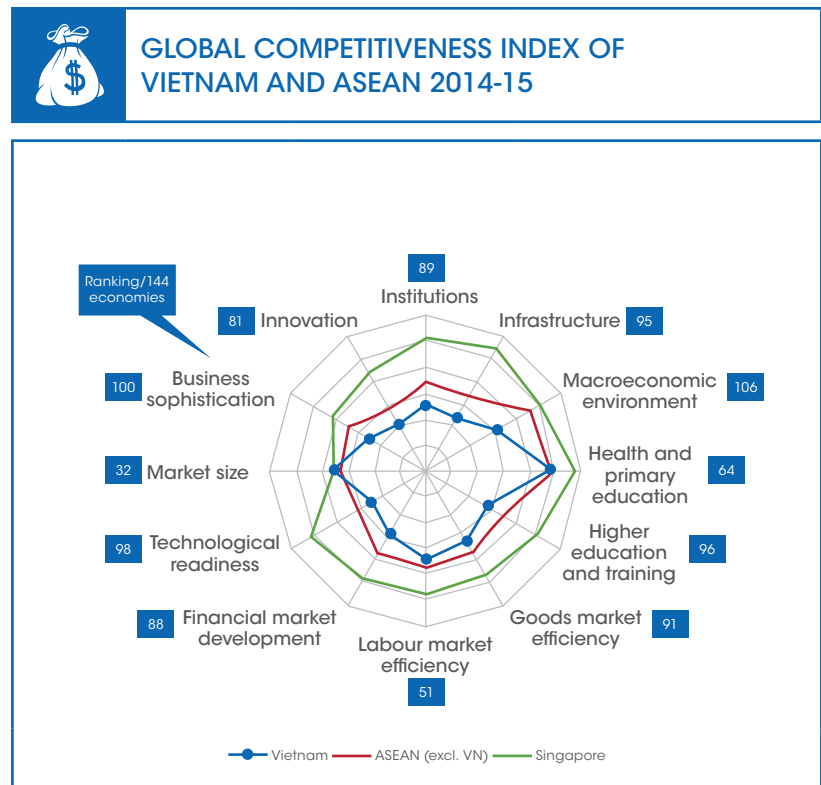 $
GLOBAL COMPETITIVENESS INDEX OF
VIETNAM AND ASEAN 2014-15
Ranking/144
economies
89
Institutions
Infrastructure 95
Macroeconomic
environment
106
Health and
primary
education
64
Higher
education
and training
96
Goods market
efficiency
91
Labour market
efficiency
51
Financial market
development
88
Technological
readiness
98
Market size
32
Business
sophistication
100
81 Innovation
Vietnam
ASEAN (excl. VN)
Singapore